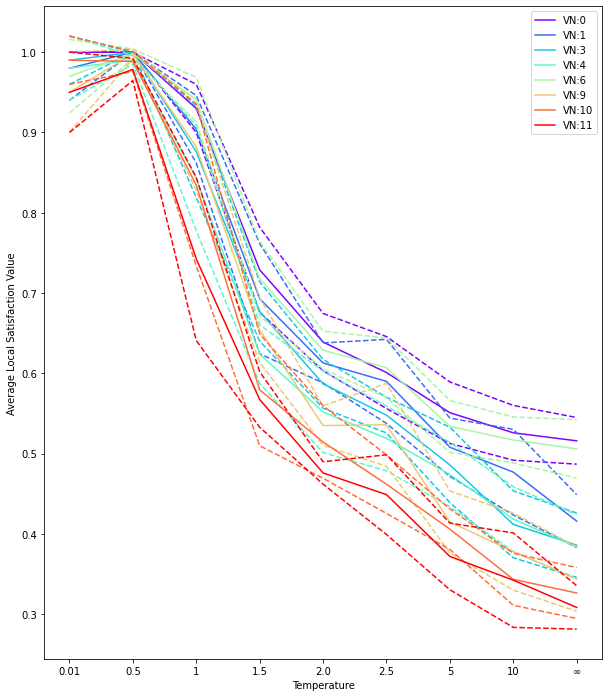 VN:0
VN:1
VN:3
VN:4
VN:6
VN:9
VN:10
VN:11
Average Local Satisfaction Value
1.0
0.9
0.8
0.7
0.6
0.5
0.4
0.3
0.01 0.5 1 1.5 2.0 2.5 5 10 ∞
Temperature